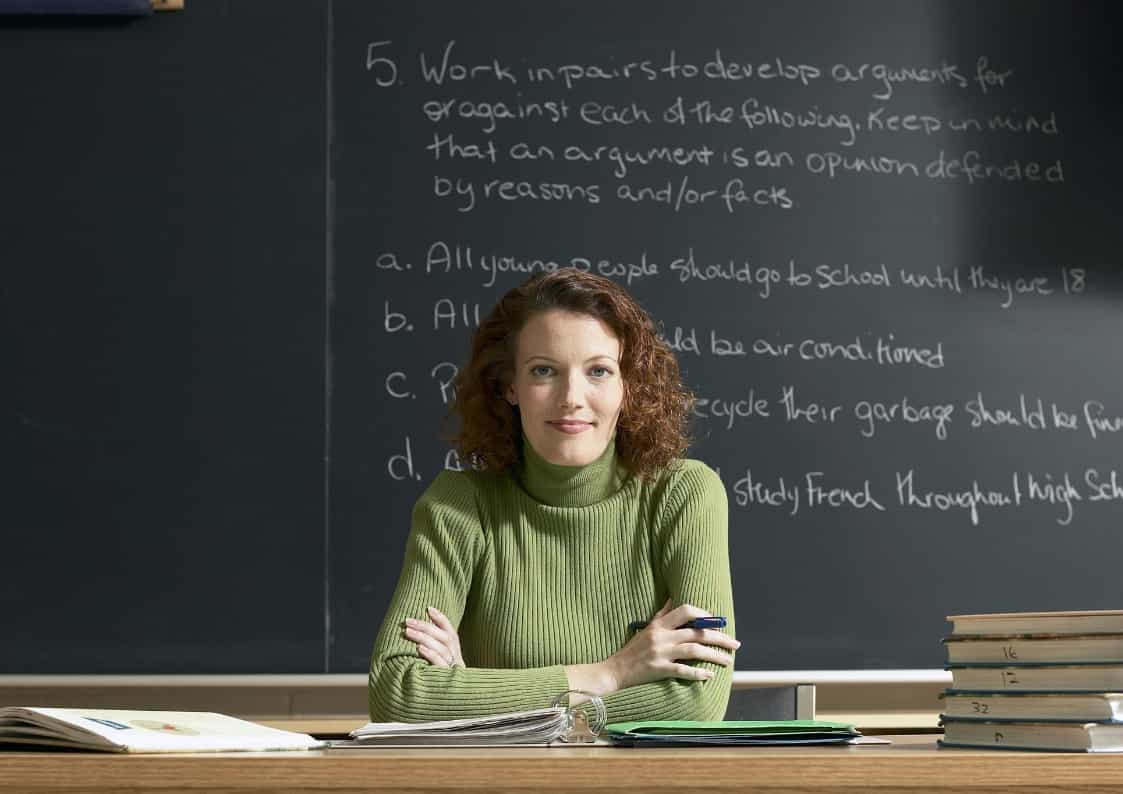 5. Work in pairs to develop arguments for
or against each of the following. Keep in mind
that an argument is an opinion defended
by reasons and/or facts.
a. All young people should go to school until they are 18
b. All be air conditioned
c. their garbage should be
d. study French throughout high
16
32